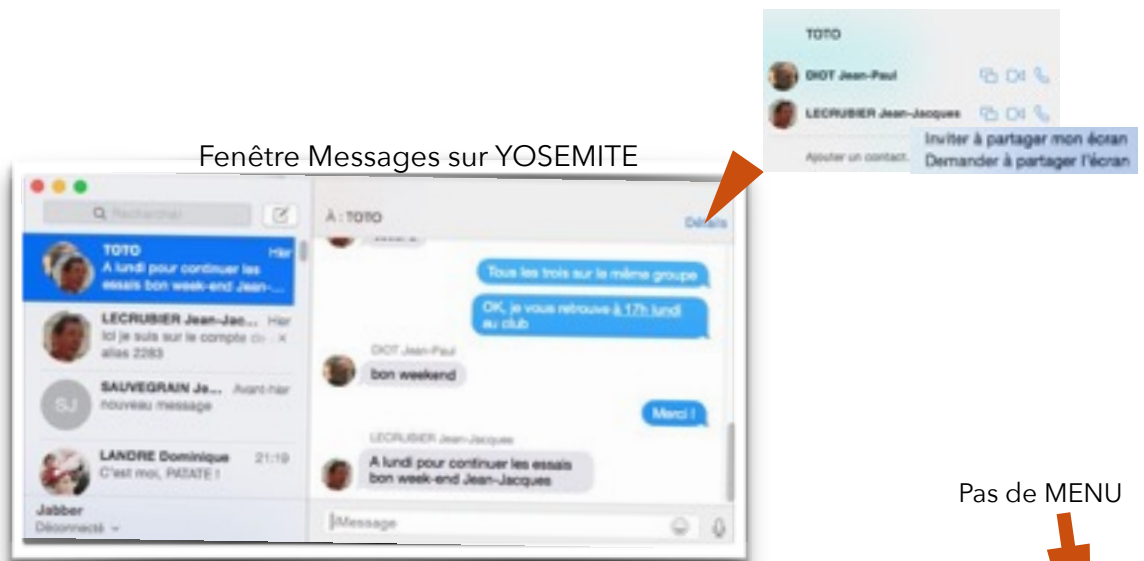 TOTO
DIOT Jean-Paul
LECRUBIER Jean-Jacques
Inviter à partager mon écran
Ajouter un contact.
Demander à partager l'écran
Fenêtre Messages sur YOSEMITE
Rechercher
À : TOTO
Détails
TOTO Hier
A lundi pour continuer les
essais bon week-end Jean-...
LECRUBIER Jean-Jac... Hier
Ici je suis sur le compte
alias 2283
SAUVEGRAIN Je... Avant-hier
SJ
nouveau message
LANDRE Dominique 21:19
C'est moi, PATATE !
Jabber
Déconnecté
Tous les trois sur le même groupe
OK, je vous retrouve à 17h lundi
au club
DIOT Jean-Paul
bon weekend
Merci !
LECRUBIER Jean-Jacques
A lundi pour continuer les essais
bon week-end Jean-Jacques
iMessage
Pas de MENU